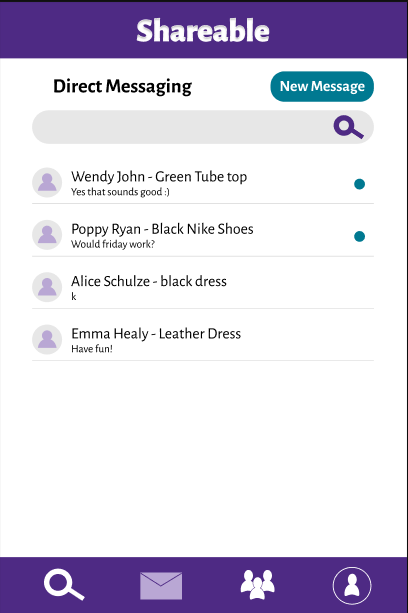 Shareable
Direct Messaging
New Message
Wendy John - Green Tube top
Yes that sounds good :)
Poppy Ryan - Black Nike Shoes
Would friday work?
Alice Schulze - black dress
k
Emma Healy - Leather Dress
Have fun!